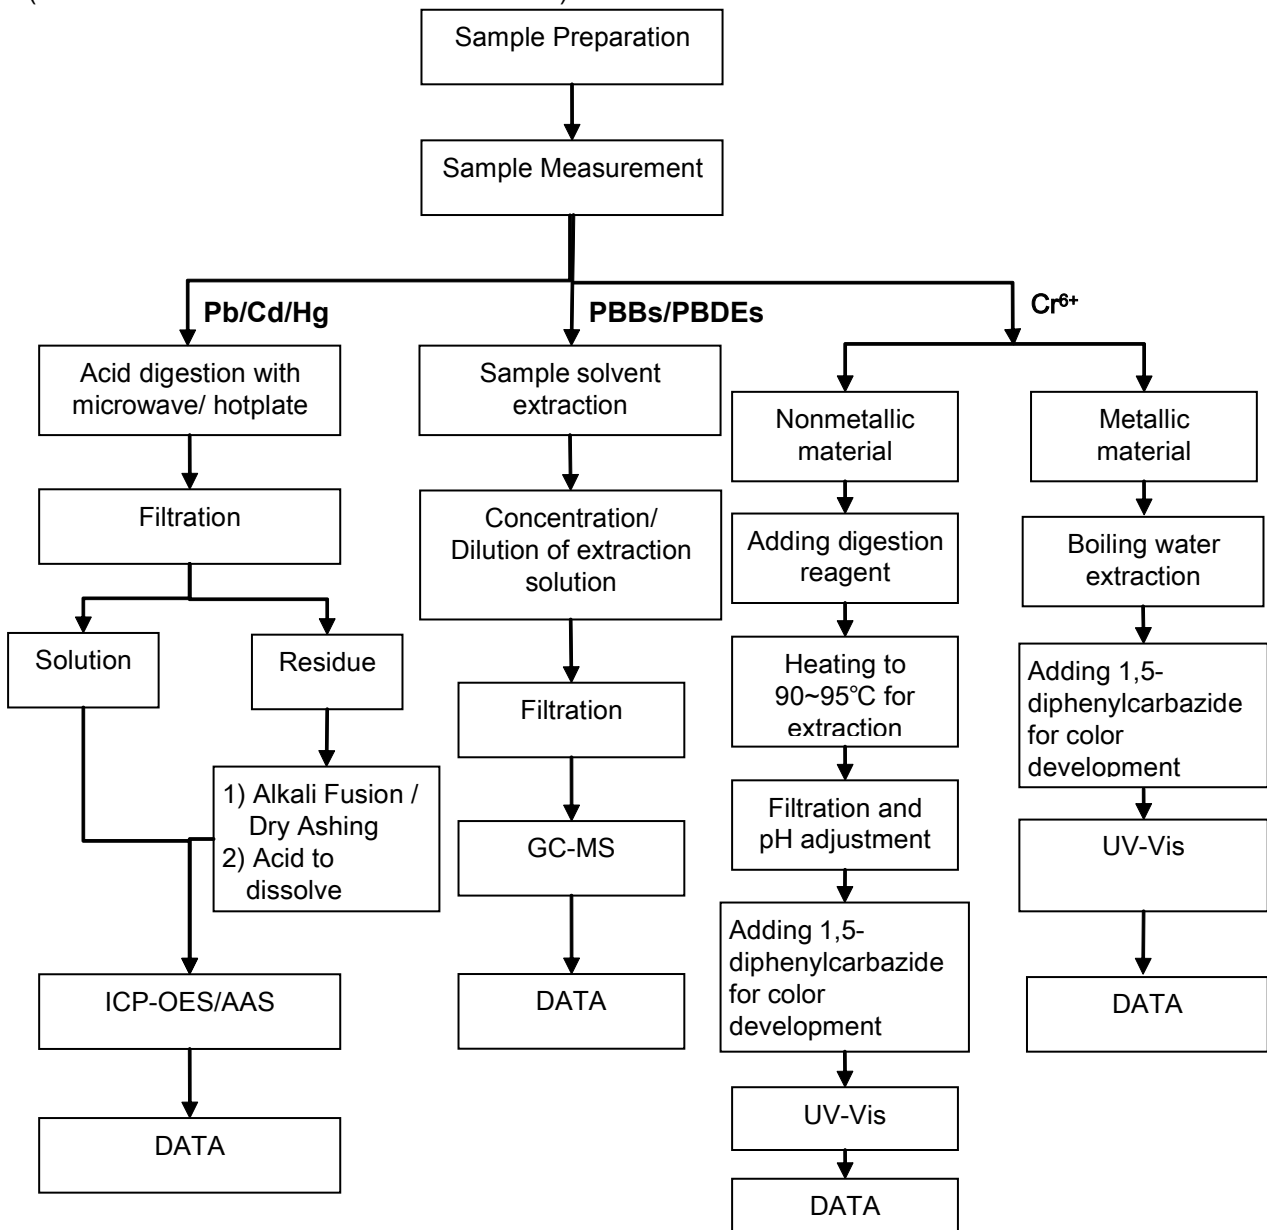 Sample Preparation
Sample Measurement
Pb/Cd/Hg
PBBs/PBDEs
Cr⁶⁺
Acid digestion with
microwave/ hotplate
Filtration
Solution
Residue
1) Alkali Fusion /
Dry Ashing
2) Acid to
dissolve
ICP-OES/AAS
DATA
Sample solvent
extraction
Concentration/
Dilution of extraction
solution
Filtration
GC-MS
DATA
Nonmetallic
material
Adding digestion
reagent
Heating to
90~95℃ for
extraction
Filtration and
pH adjustment
Adding 1,5-
diphenylcarbazide
for color
development
UV-Vis
DATA
Metallic
material
Boiling water
extraction
Adding 1,5-
diphenylcarbazide
for color
development
UV-Vis
DATA